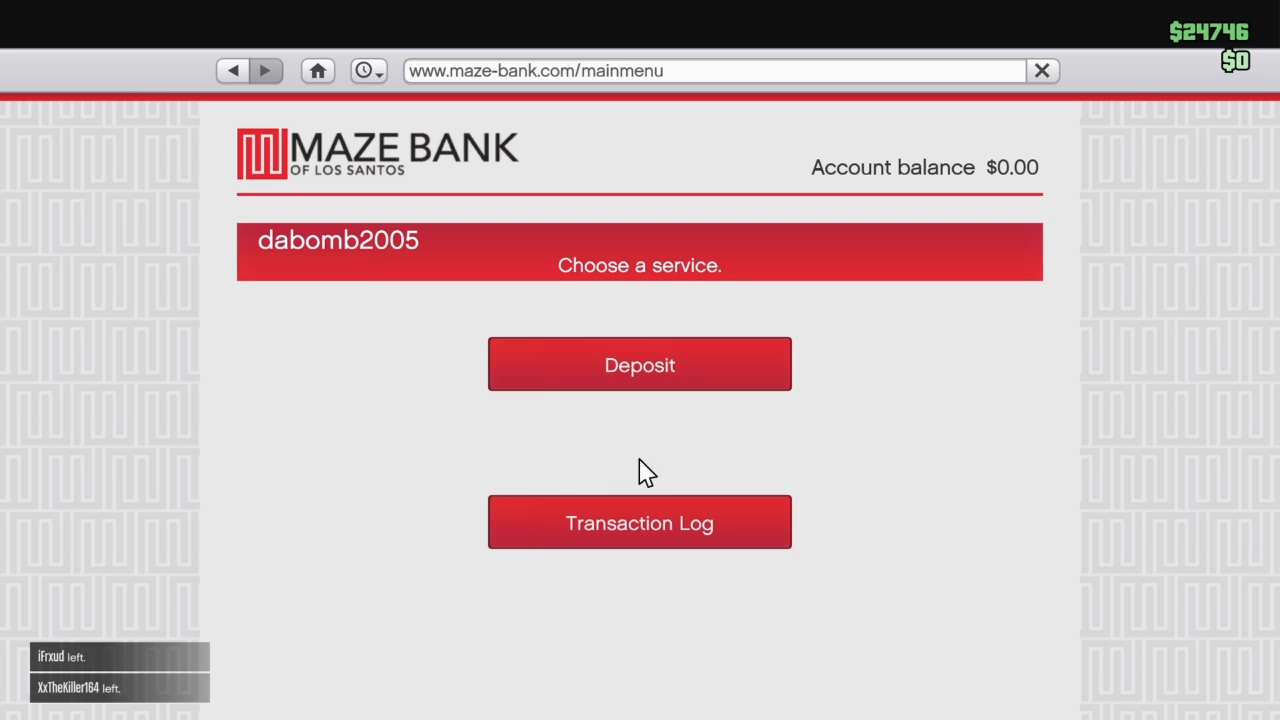 $24746
$0
www.maze-bank.com/mainmenu
MAZE BANK
OF LOS SANTOS
Account balance $0.00
dabomb2005
Choose a service.
Deposit
Transaction Log
iFrxud left.
XxTheKiller164 left.